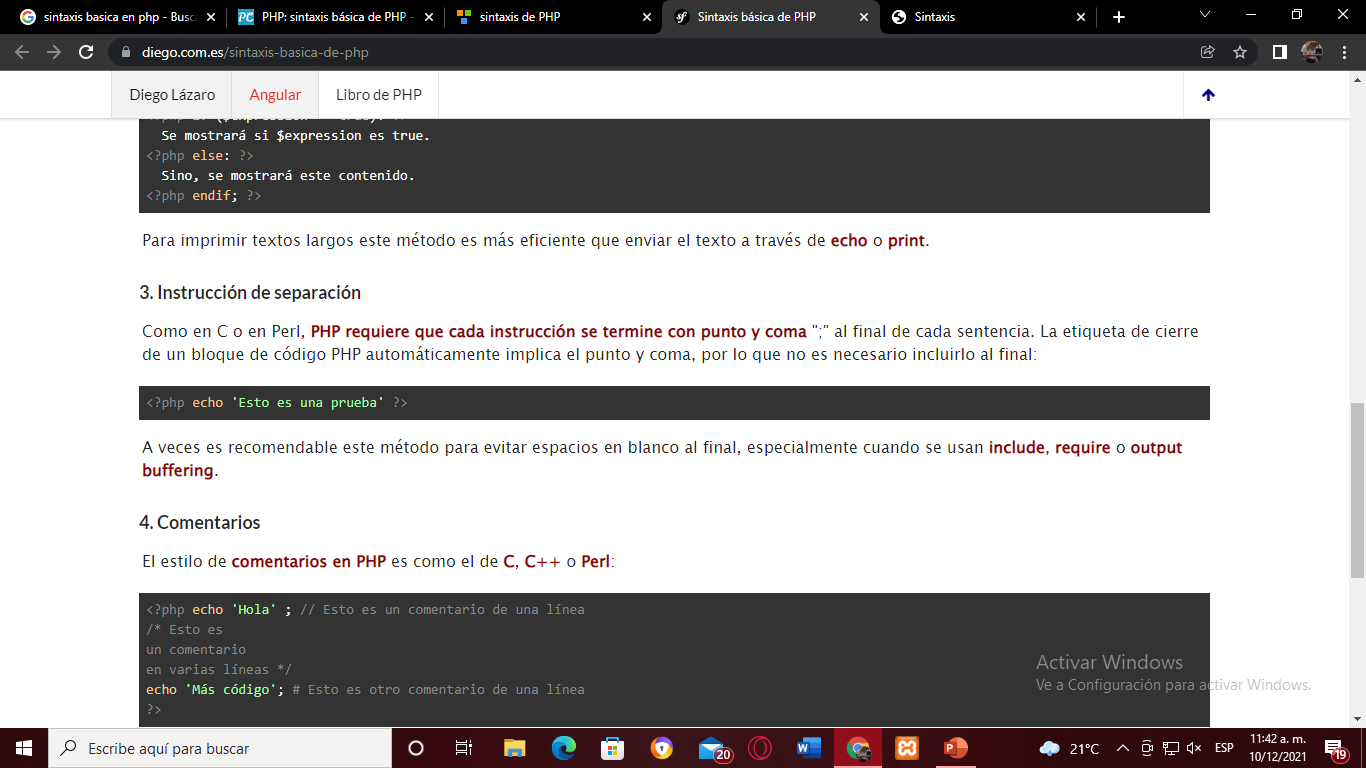 sintaxis basica en php - Busc
PHP: sintaxis básica de PHP -
sintaxis de PHP
Sintaxis básica de PHP
Sintaxis
diego.com.es/sintaxis-basica-de-php
Diego Lázaro
Angular
Libro de PHP
Se mostrará si $expression es true.
<?php else: ?>
Sino, se mostrará este contenido.
<?php endif; ?>
Para imprimir textos largos este método es más eficiente que enviar el texto a través de echo o print.
3. Instrucción de separación
Como en C o en Perl, PHP requiere que cada instrucción se termine con punto y coma ";" al final de cada sentencia. La etiqueta de cierre
de un bloque de código PHP automáticamente implica el punto y coma, por lo que no es necesario incluirlo al final:
<?php echo 'Esto es una prueba' ?>
A veces es recomendable este método para evitar espacios en blanco al final, especialmente cuando se usan include, require o output
buffering.
4. Comentarios
El estilo de comentarios en PHP es como el de C, C++ o Perl:
<?php echo 'Hola' ; // Esto es un comentario de una línea
/* Esto es
un comentario
en varias líneas */
echo 'Más código'; # Esto es otro comentario de una línea
?>
Activar Windows
Ve a Configuración para activar Windows.
Escribe aquí para buscar
20
21°C
ESP
11:42 a. m.
10/12/2021
19